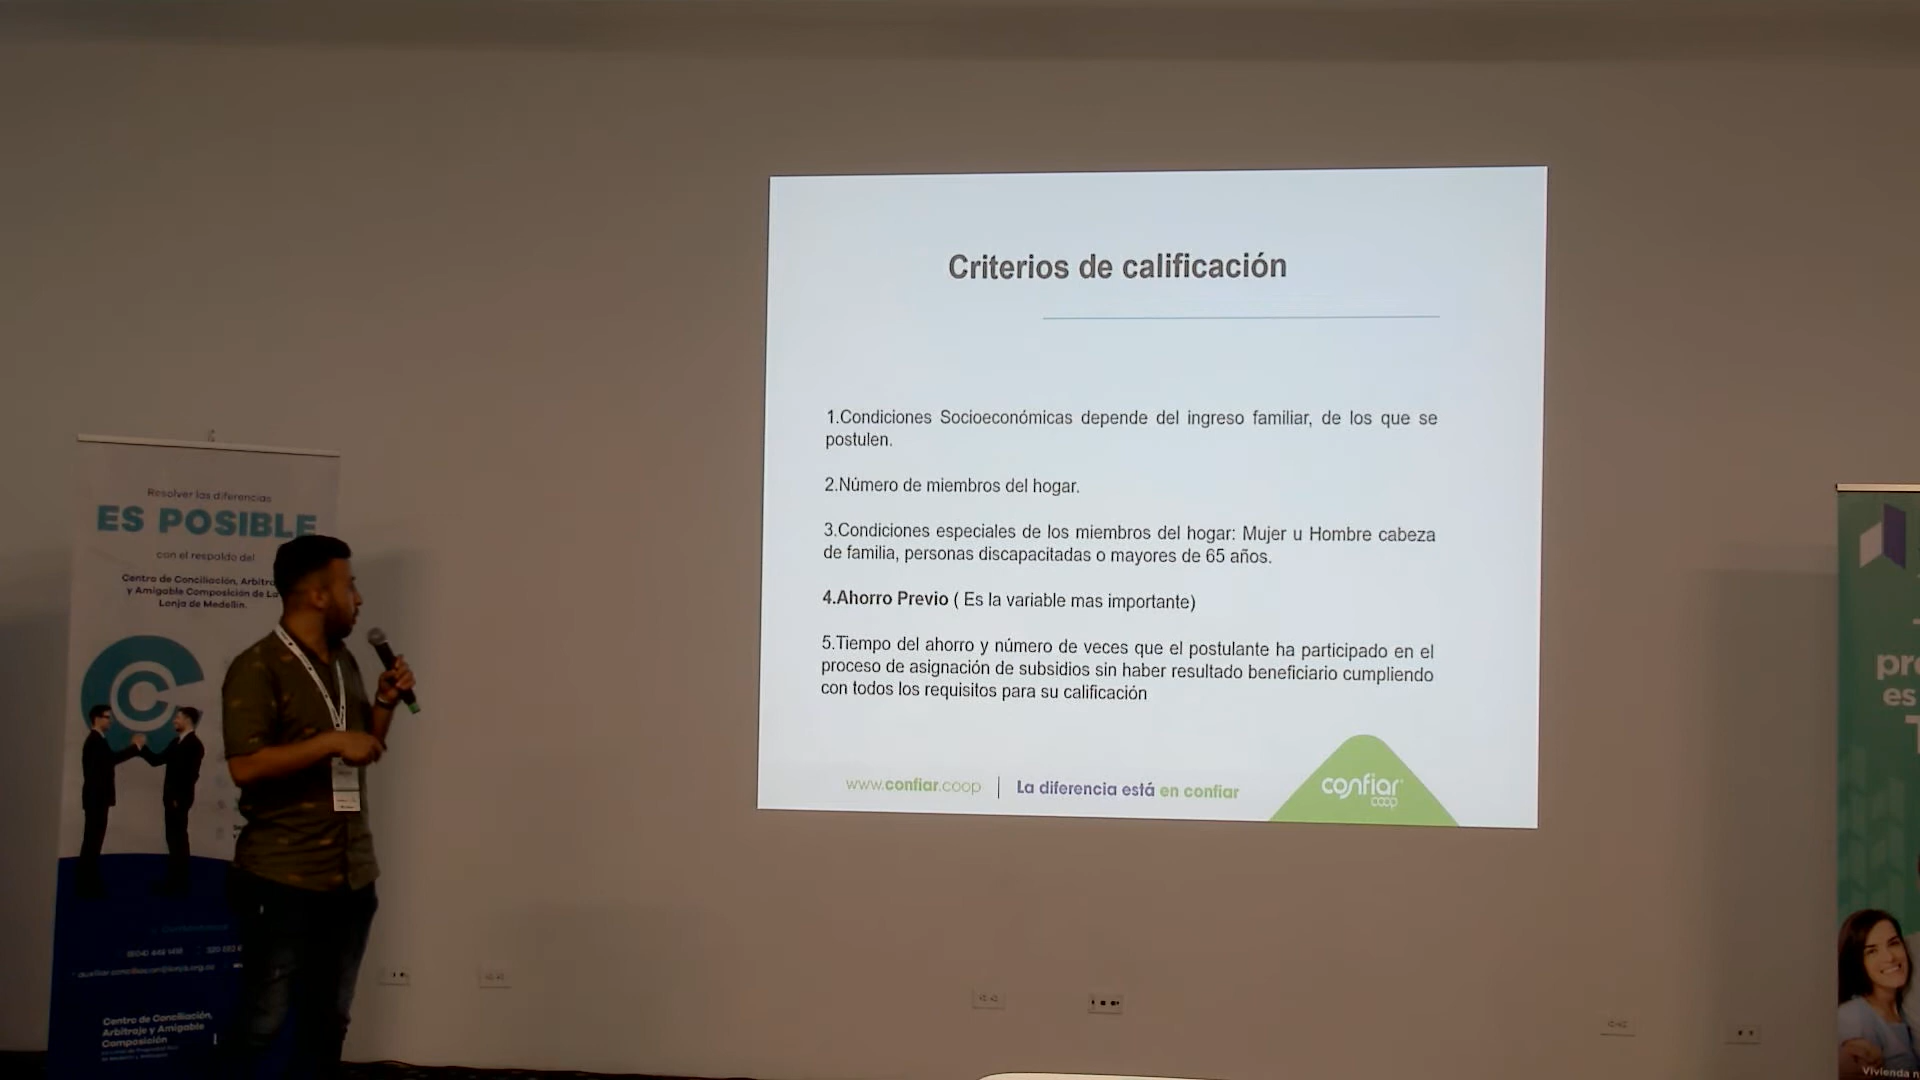 Resolver las diferencias
ES POSIBLE
con el respaldo del
Centro de Conciliación, Arbitra
y Amigable Composición de La
Lonja de Medellín.
Centro de Conciliación,
Arbitraje y Amigable
Composición
Criterios de calificación
1.Condiciones Socioeconómicas depende del ingreso familiar, de los que se
postulen.
2.Número de miembros del hogar.
3.Condiciones especiales de los miembros del hogar: Mujer u Hombre cabeza
de familia, personas discapacitadas o mayores de 65 años.
4.Ahorro Previo ( Es la variable mas importante)
5.Tiempo del ahorro y número de veces que el postulante ha participado en el
proceso de asignación de subsidios sin haber resultado beneficiario cumpliendo
con todos los requisitos para su calificación
www.confiar.coop | La diferencia está en confiar
confiar
coop
pr
es
Vivienda n